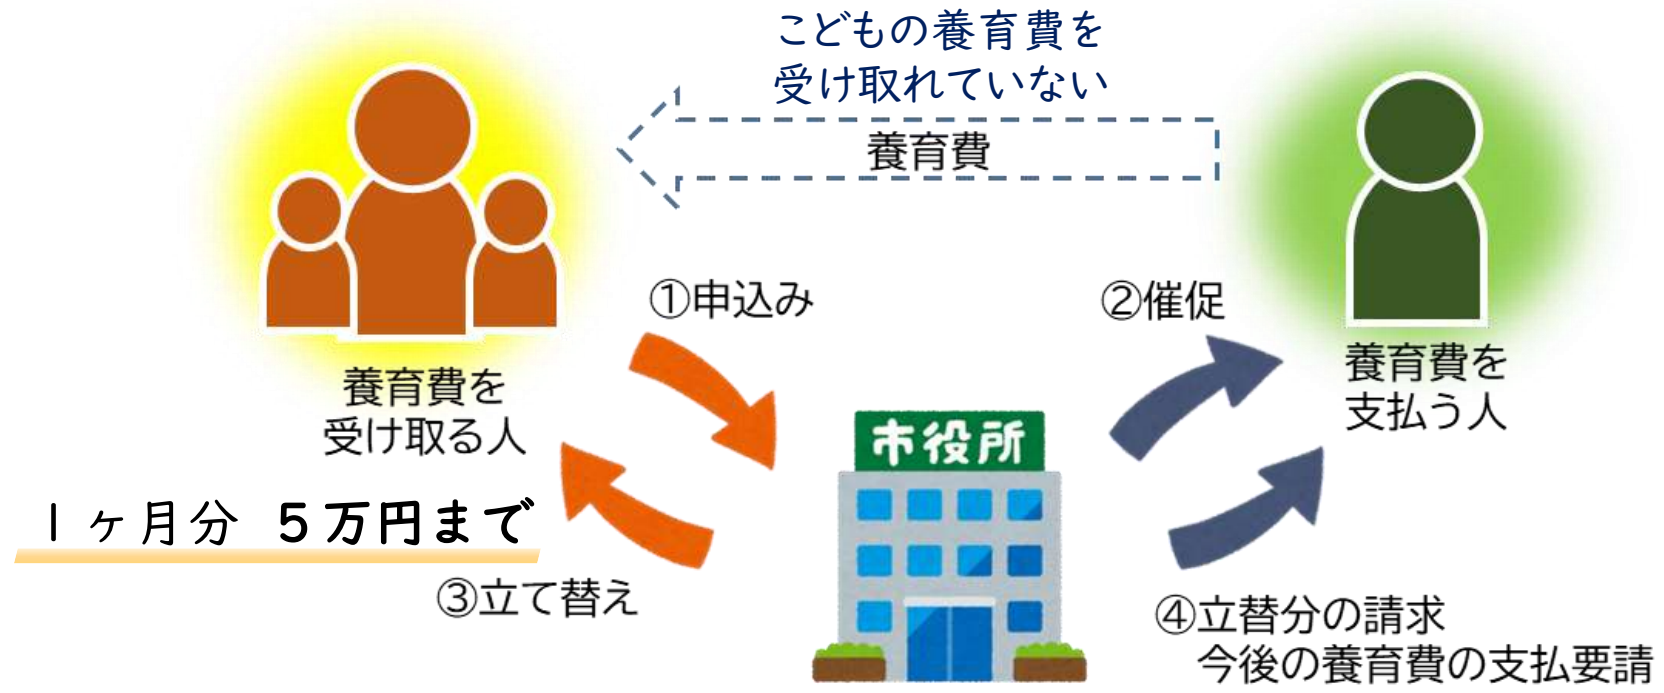 こどもの養育費を
受け取れていない
養育費
①申込み
②催促
養育費を
受け取る人
養育費を
支払う人
市役所
1ヶ月分 5万円まで
③立て替え
④立替分の請求
今後の養育費の支払要請